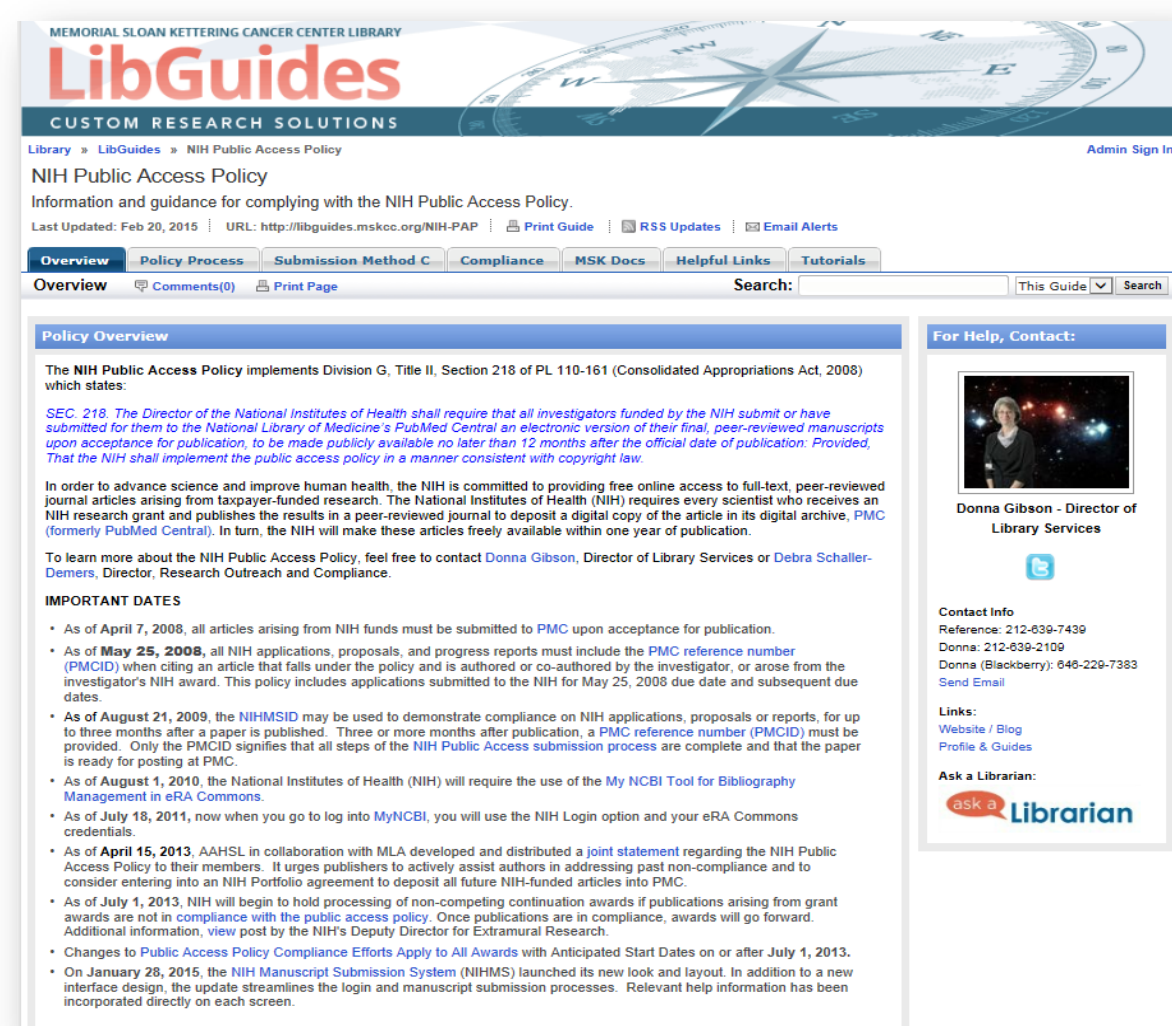 MEMORIAL SLOAN KETTERING CANCER CENTER LIBRARY
LibGuides
CUSTOM RESEARCH SOLUTIONS
NW
W
E
Library » LibGuides » NIH Public Access Policy
Admin Sign In
NIH Public Access Policy
Information and guidance for complying with the NIH Public Access Policy.
Last Updated: Feb 20, 2015 URL: http://libguides.mskcc.org/NIH-PAP Print Guide RSS Updates Email Alerts
Overview Policy Process Submission Method C Compliance MSK Docs Helpful Links Tutorials
Overview Comments(0) Print Page Search: This Guide Search
Policy Overview
The NIH Public Access Policy implements Division G, Title II, Section 218 of PL 110-161 (Consolidated Appropriations Act, 2008)
which states:
SEC. 218. The Director of the National Institutes of Health shall require that all investigators funded by the NIH submit or have
submitted for them to the National Library of Medicine's PubMed Central an electronic version of their final, peer-reviewed manuscripts
upon acceptance for publication, to be made publicly available no later than 12 months after the official date of publication: Provided,
That the NIH shall implement the public access policy in a manner consistent with copyright law.
In order to advance science and improve human health, the NIH is committed to providing free online access to full-text, peer-reviewed
journal articles arising from taxpayer-funded research. The National Institutes of Health (NIH) requires every scientist who receives an
NIH research grant and publishes the results in a peer-reviewed journal to deposit a digital copy of the article in its digital archive, PMC
(formerly PubMed Central). In turn, the NIH will make these articles freely available within one year of publication.
To learn more about the NIH Public Access Policy, feel free to contact Donna Gibson, Director of Library Services or Debra Schaller-
Demers, Director, Research Outreach and Compliance.
IMPORTANT DATES
• As of April 7, 2008, all articles arising from NIH funds must be submitted to PMC upon acceptance for publication.
• As of May 25, 2008, all NIH applications, proposals, and progress reports must include the PMC reference number
(PMCID) when citing an article that falls under the policy and is authored or co-authored by the investigator, or arose from the
investigator's NIH award. This policy includes applications submitted to the NIH for May 25, 2008 due date and subsequent due
dates.
• As of August 21, 2009, the NIHMSID may be used to demonstrate compliance on NIH applications, proposals or reports, for up
to three months after a paper is published. Three or more months after publication, a PMC reference number (PMCID) must be
provided. Only the PMCID signifies that all steps of the NIH Public Access submission process are complete and that the paper
is ready for posting at PMC.
• As of August 1, 2010, the National Institutes of Health (NIH) will require the use of the My NCBI Tool for Bibliography
Management in eRA Commons.
• As of July 18, 2011, now when you go to log into MyNCBI, you will use the NIH Login option and your eRA Commons
credentials.
• As of April 15, 2013, AAHSL in collaboration with MLA developed and distributed a joint statement regarding the NIH Public
Access Policy to their members. It urges publishers to actively assist authors in addressing past non-compliance and to
consider entering into an NIH Portfolio agreement to deposit all future NIH-funded articles into PMC.
• As of July 1, 2013, NIH will begin to hold processing of non-competing continuation awards if publications arising from grant
awards are not in compliance with the public access policy. Once publications are in compliance, awards will go forward.
Additional information, view post by the NIH's Deputy Director for Extramural Research.
• Changes to Public Access Policy Compliance Efforts Apply to All Awards with Anticipated Start Dates on or after July 1, 2013.
• On January 28, 2015, the NIH Manuscript Submission System (NIHMS) launched its new look and layout. In addition to a new
interface design, the update streamlines the login and manuscript submission processes. Relevant help information has been
incorporated directly on each screen.
For Help, Contact:
Donna Gibson - Director of
Library Services
Contact Info
Reference: 212-639-7439
Donna: 212-639-2109
Donna (Blackberry): 646-229-7383
Send Email
Links:
Website / Blog
Profile & Guides
Ask a Librarian:
ask a Librarian